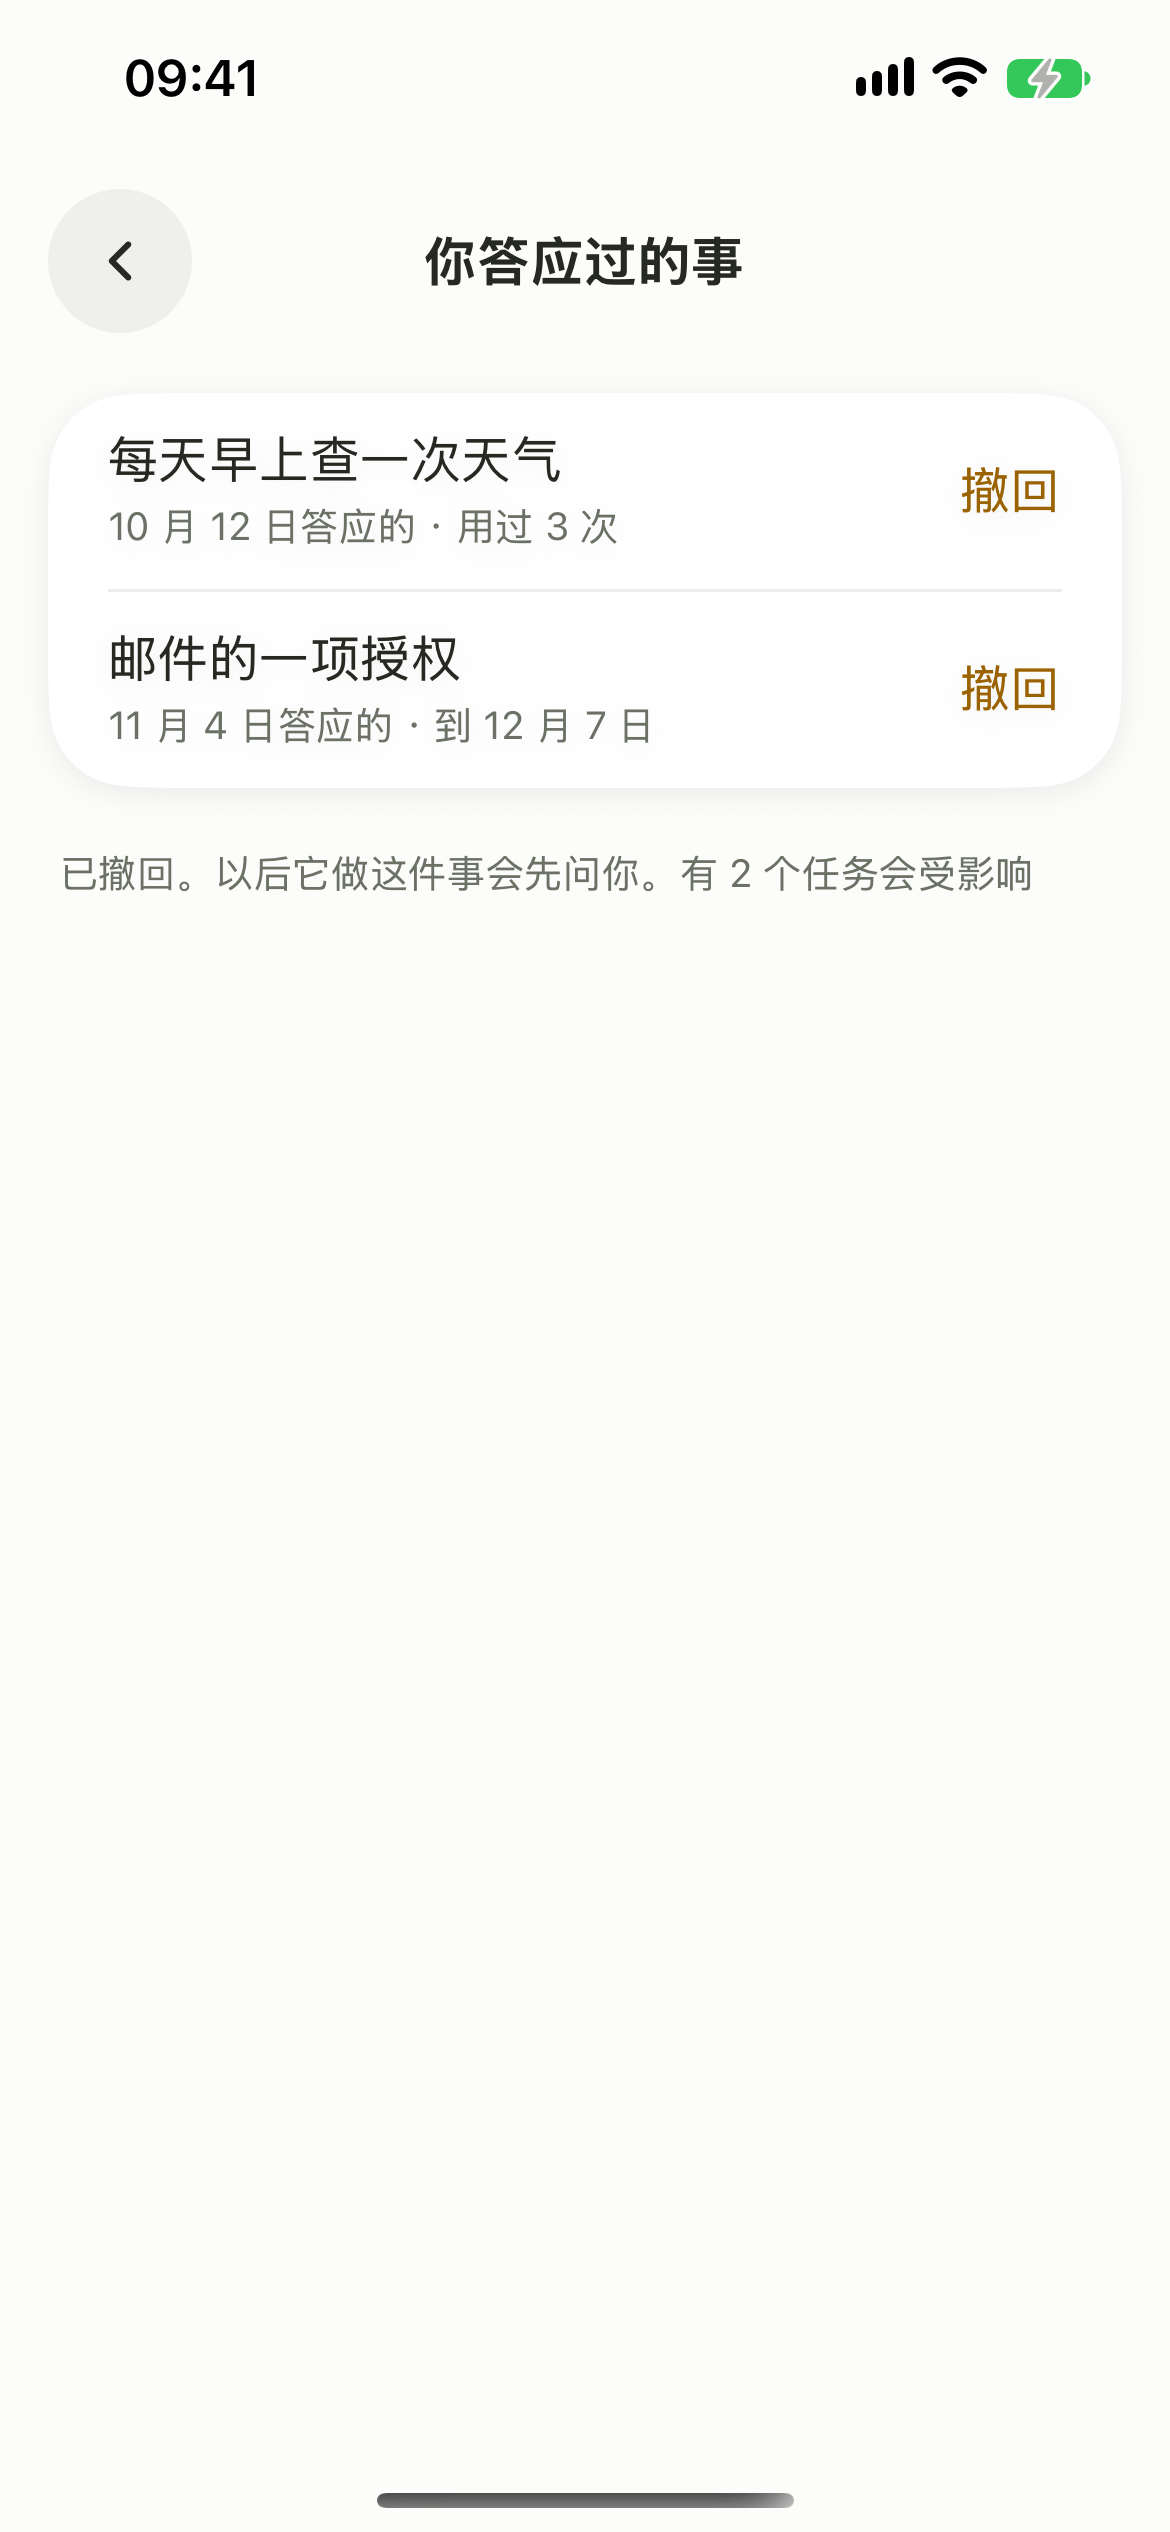 09:41
你答应过的事
每天早上查一次天气
10 月 12 日答应的 · 用过 3 次
撤回
邮件的一项授权
11 月 4 日答应的 · 到 12 月 7 日
撤回
已撤回。以后它做这件事会先问你。有 2 个任务会受影响